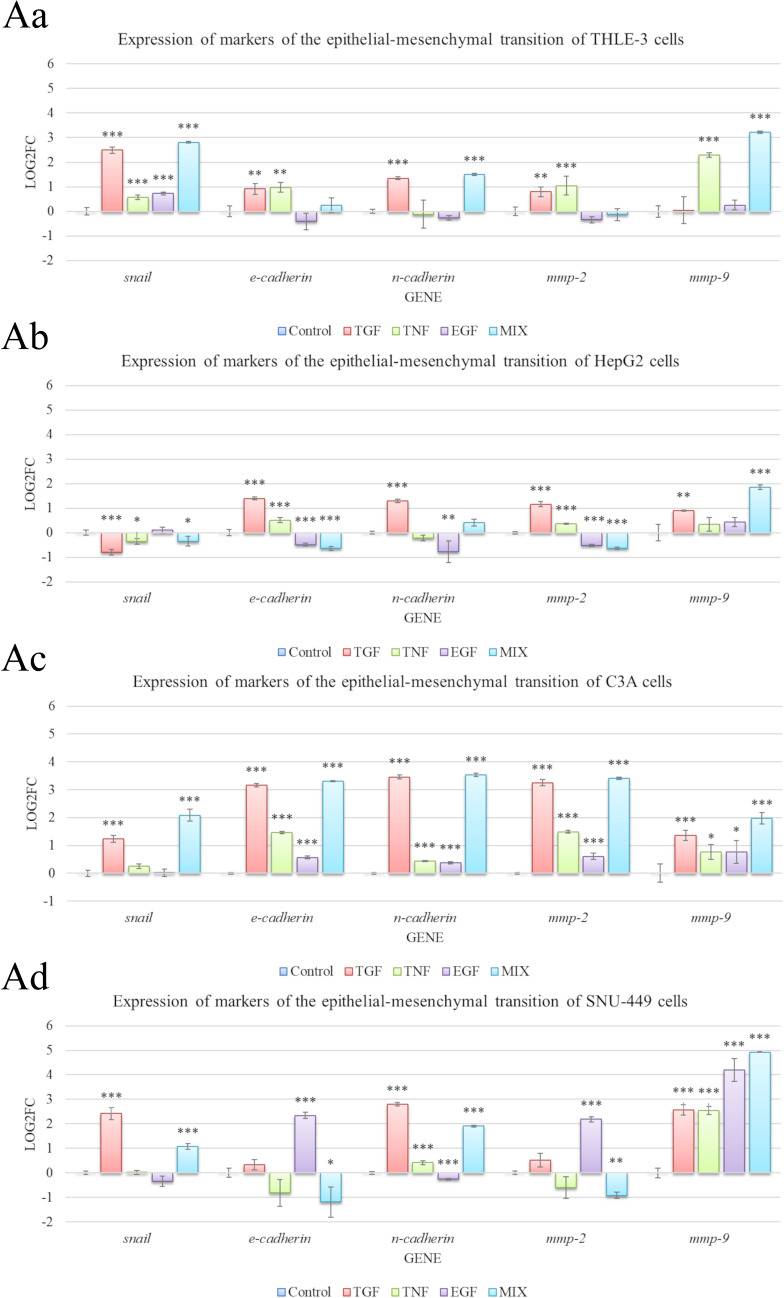 Aa
Expression of markers of the epithelial-mesenchymal transition of THLE-3 cells
6
5
4
3
2
1
0
-1
-2
LOG2FC
*** *** *** ***
** **
*** ***
** ***
*** ***
snail e-cadherin n-cadherin mmp-2 mmp-9
GENE
Control TGF TNF EGF MIX
Ab
Expression of markers of the epithelial-mesenchymal transition of HepG2 cells
6
5
4
3
2
1
0
-1
-2
LOG2FC
*** * *
*** *** *** ***
*** **
*** *** *** ***
** ***
snail e-cadherin n-cadherin mmp-2 mmp-9
GENE
Control TGF TNF EGF MIX
Ac
Expression of markers of the epithelial-mesenchymal transition of C3A cells
6
5
4
3
2
1
0
-1
LOG2FC
*** ***
*** *** *** ***
*** *** *** ***
*** *** *** ***
*** * * ***
snail e-cadherin n-cadherin mmp-2 mmp-9
GENE
Control TGF TNF EGF MIX
Ad
Expression of markers of the epithelial-mesenchymal transition of SNU-449 cells
6
5
4
3
2
1
0
-1
-2
LOG2FC
*** ***
*** *
*** *** *** ***
*** **
*** *** *** ***
snail e-cadherin n-cadherin mmp-2 mmp-9
GENE
Control TGF TNF EGF MIX